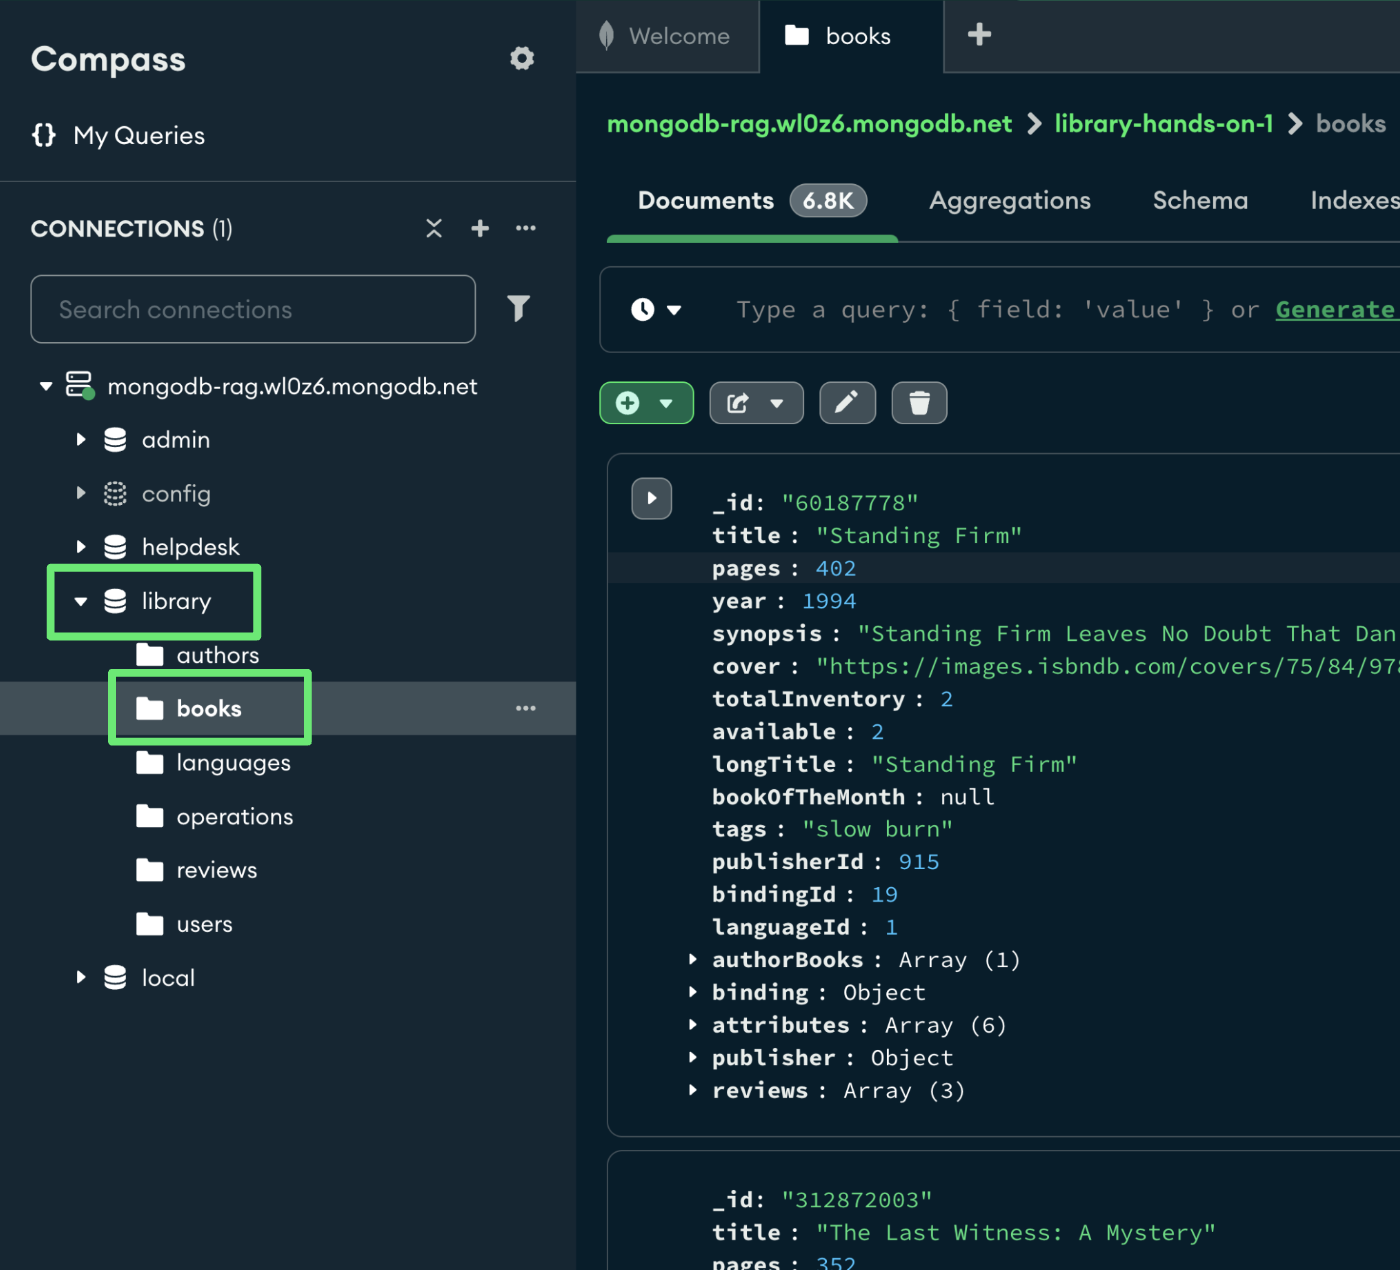 Compass
{} My Queries
CONNECTIONS (1)
Search connections
mongodb-rag.wl0z6.mongodb.net
admin
config
helpdesk
library
authors
books
languages
operations
reviews
users
local
Welcome
books
mongodb-rag.wl0z6.mongodb.net > library-hands-on-1 > books
Documents 6.8K Aggregations Schema Indexes
Type a query: { field: 'value' } or Generate
_id: "60187778"
title : "Standing Firm"
pages : 402
year : 1994
synopsis : "Standing Firm Leaves No Doubt That Dan
cover : "https://images.isbndb.com/covers/75/84/978
totalInventory : 2
available : 2
longTitle : "Standing Firm"
bookOfTheMonth : null
tags : "slow burn"
publisherId : 915
bindingId : 19
languageId : 1
authorBooks : Array (1)
binding : Object
attributes : Array (6)
publisher : Object
reviews : Array (3)
_id: "312872003"
title : "The Last Witness: A Mystery"
pages : 352